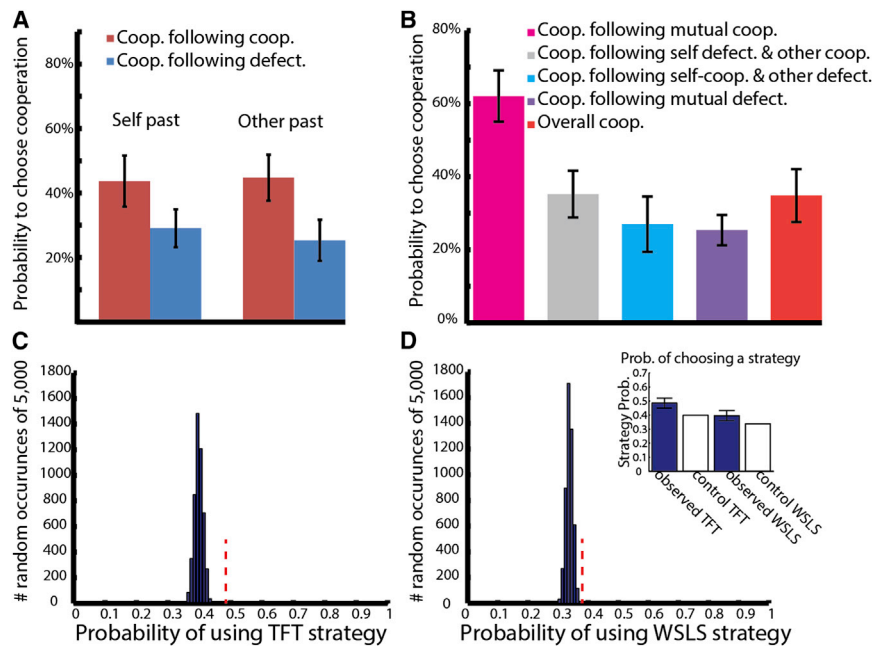 A
Probability to choose cooperation
80%
60%
40%
20%
Coop. following coop.
Coop. following defect.
Self past
Other past
B
Probability to choose cooperation
80%
60%
40%
20%
0%
Coop. following mutual coop.
Coop. following self defect. & other coop.
Coop. following self-coop. & other defect.
Coop. following mutual defect.
Overall coop.
C
# random occurunces of 5,000
1800
1600
1400
1200
1000
800
600
400
200
0
0 0.1 0.2 0.3 0.4 0.5 0.6 0.7 0.8 0.9 1
Probability of using TFT strategy
D
# random occurunces of 5,000
1800
1600
1400
1200
1000
800
600
400
200
0
0 0.1 0.2 0.3 0.4 0.5 0.6 0.7 0.8 0.9 1
Probability of using WSLS strategy
Prob. of choosing a strategy
Strategy Prob.
0.7
0.6
0.5
0.4
0.3
0.2
0.1
0
observed TFT
control TFT
observed WSLS
control WSLS